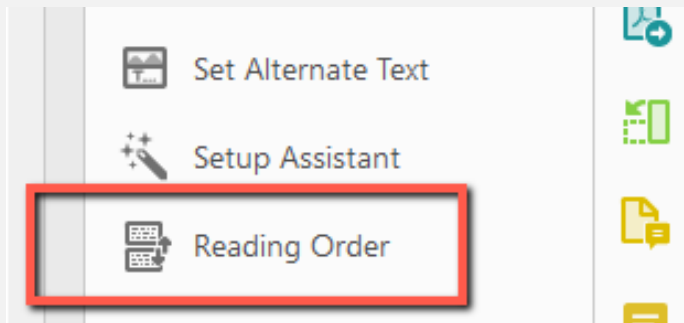 Set Alternate Text
Setup Assistant
Reading Order